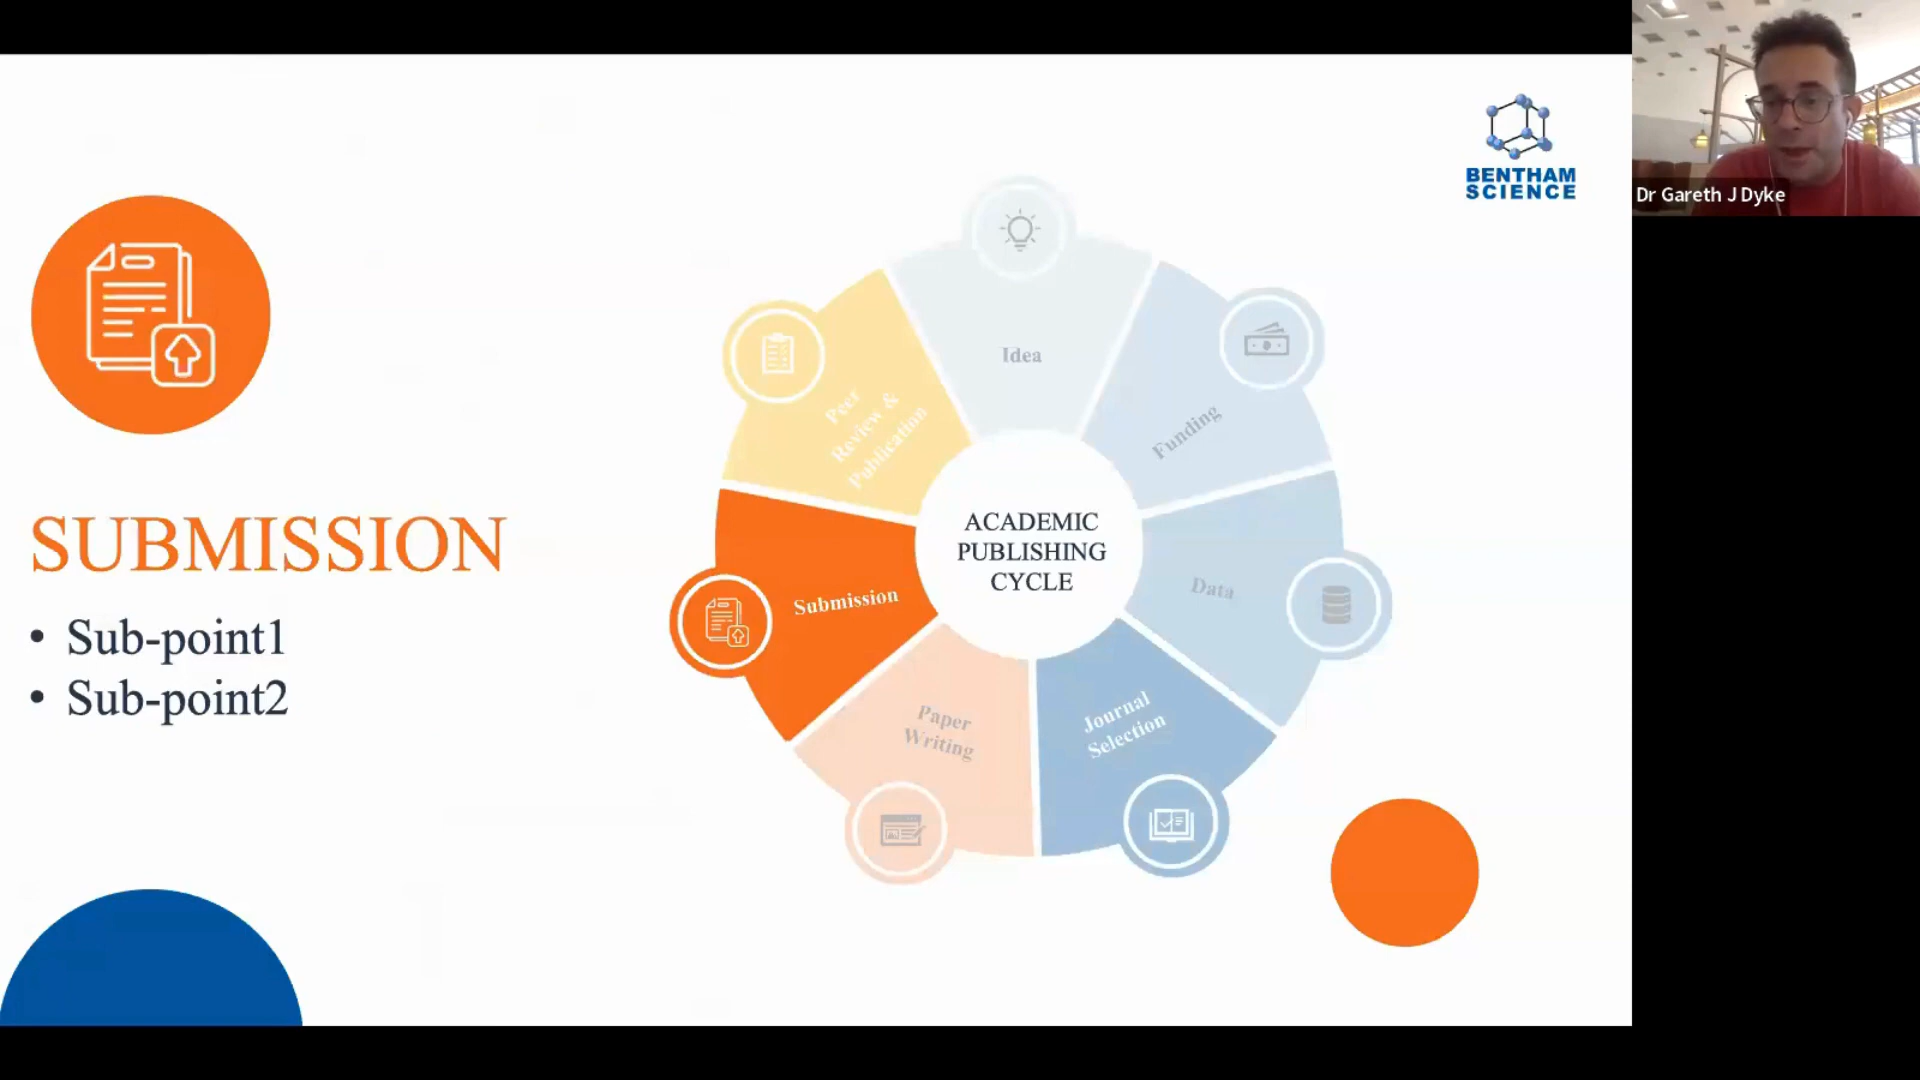 BENTHAM
SCIENCE
Dr Gareth J Dyke
SUBMISSION
• Sub-point1
• Sub-point2
ACADEMIC
PUBLISHING
CYCLE
Idea
Funding
Data
Journal
Selection
Paper
Writing
Submission
Peer
Review &
Publication